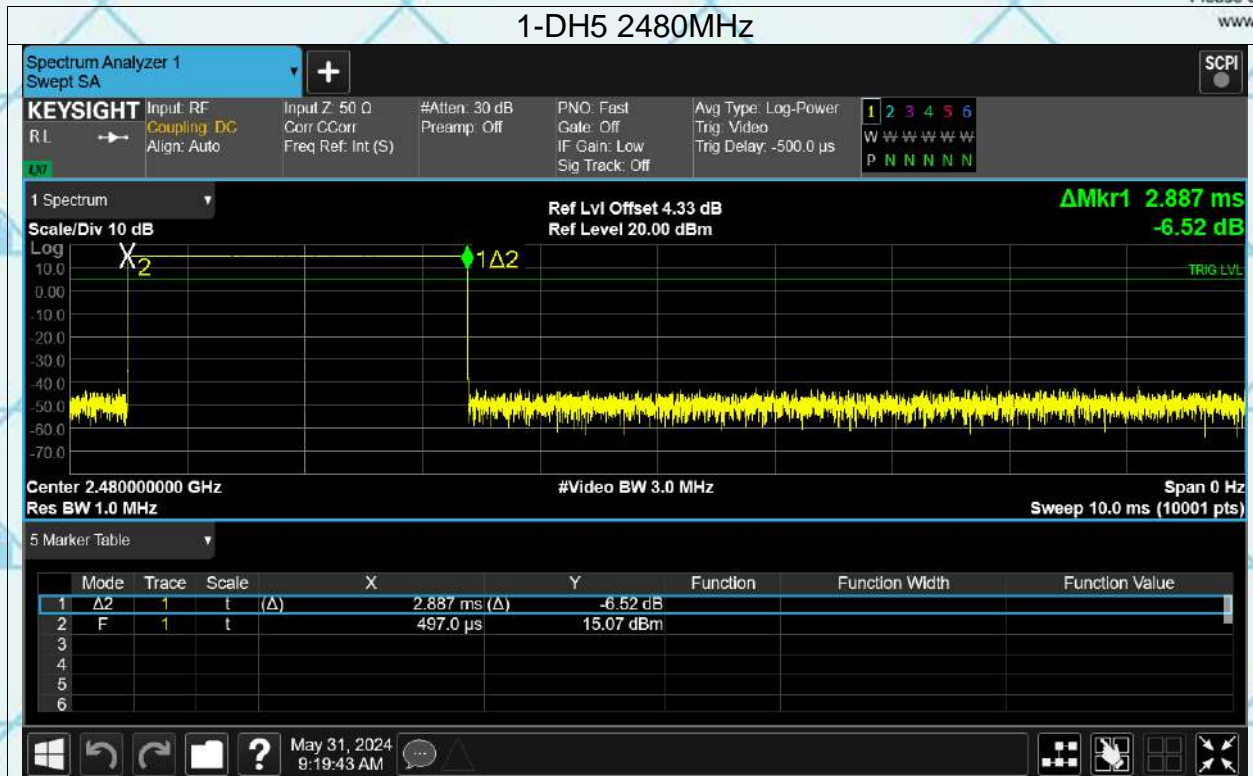 www
1-DH5 2480MHz
Spectrum Analyzer 1
Swept SA
+
SCPI
KEYSIGHT
RL
LXI
Input: RF
Coupling: DC
Align: Auto
Input Z: 50 Ω
Corr CCorr
Freq Ref: Int (S)
#Atten: 30 dB
Preamp: Off
PNO: Fast
Gate: Off
IF Gain: Low
Sig Track: Off
Avg Type: Log-Power
Trig: Video
Trig Delay: -500.0 µs
1 2 3 4 5 6
W W W W W W
P N N N N N
1 Spectrum
Scale/Div 10 dB
Ref Lvl Offset 4.33 dB
Ref Level 20.00 dBm
ΔMkr1 2.887 ms
-6.52 dB
Log
10.0
0.00
-10.0
-20.0
-30.0
-40.0
-50.0
-60.0
-70.0
X2
1Δ2
TRIG LVL
Center 2.480000000 GHz
Res BW 1.0 MHz
#Video BW 3.0 MHz
Span 0 Hz
Sweep 10.0 ms (10001 pts)
5 Marker Table
Mode Trace Scale X Y Function Function Width Function Value
1 Δ2 1 t (Δ) 2.887 ms (Δ) -6.52 dB
2 F 1 t 497.0 µs 15.07 dBm
3
4
5
6
?
May 31, 2024
9:19:43 AM